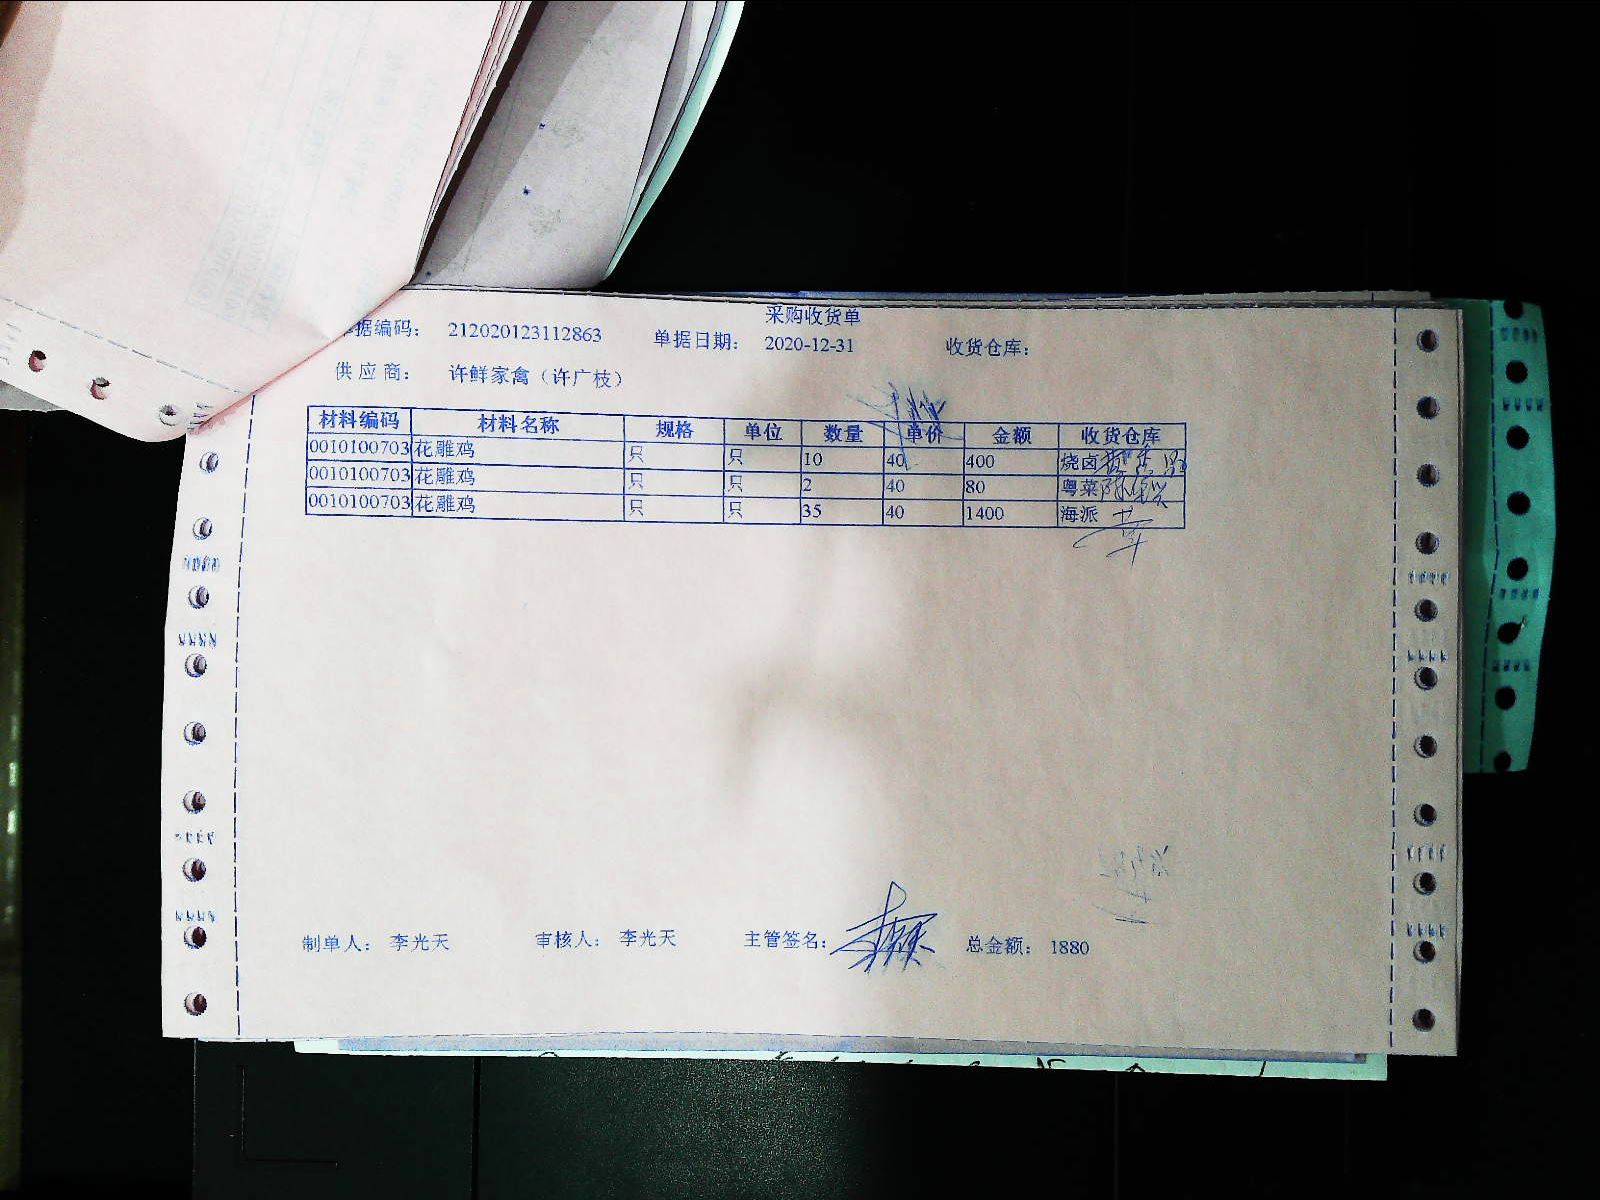 采购收货单
据编码： 212020123112863 单据日期： 2020-12-31 收货仓库：
供应商： 许鲜家禽（许广枝）
材料编码 材料名称 规格 单位 数量 单价 金额 收货仓库
0010100703 花雕鸡 只 只 10 40 400 烧卤
0010100703 花雕鸡 只 只 2 40 80 粤菜
0010100703 花雕鸡 只 只 35 40 1400 海派
制单人： 李光天 审核人： 李光天 主管签名： 总金额： 1880